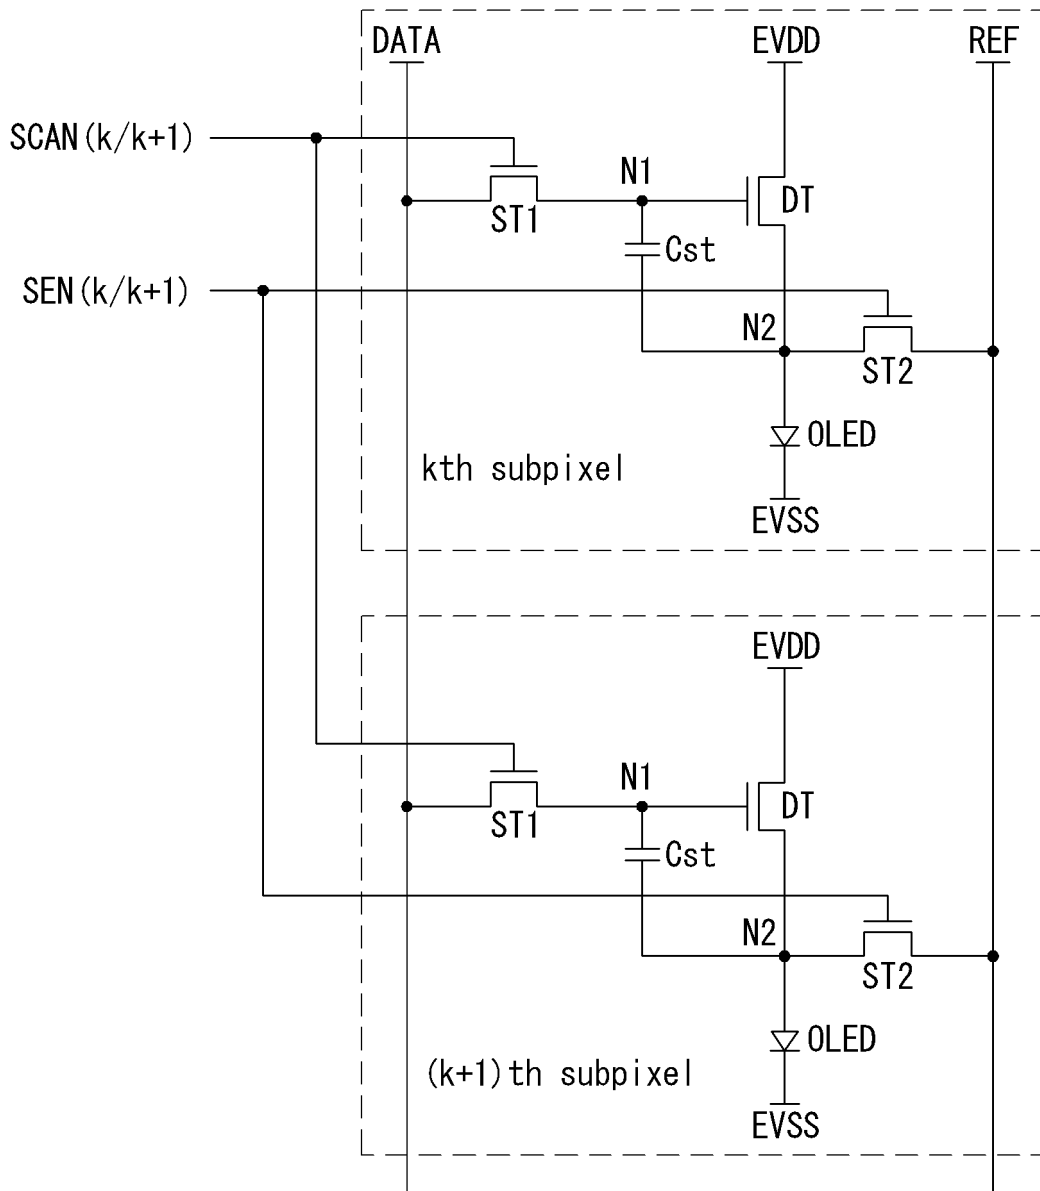 DATA EVDD REF
SCAN(k/k+1)
N1
DT
ST1
Cst
SEN(k/k+1)
N2
ST2
OLED
kth subpixel
EVSS
EVDD
N1
DT
ST1
Cst
N2
ST2
OLED
(k+1)th subpixel
EVSS